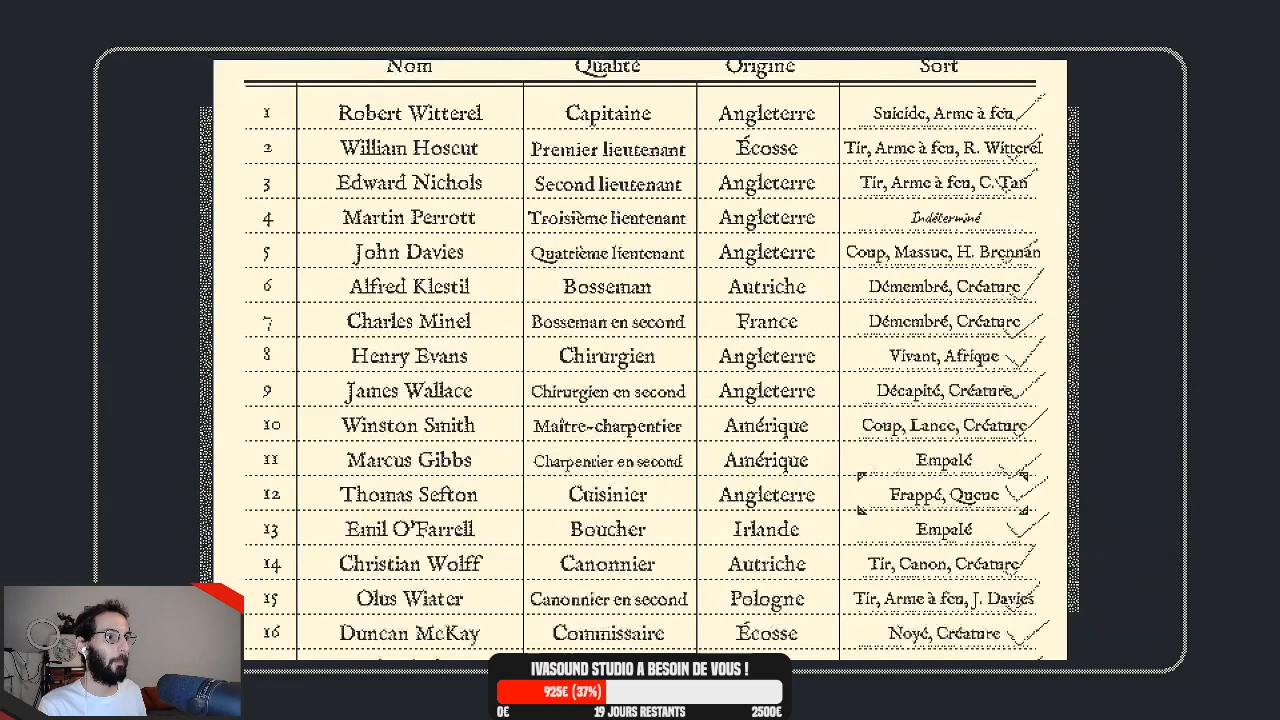 Nom Qualité Origine Sort
1 Robert Witterel Capitaine Angleterre Suicide, Arme à feu
2 William Hoscut Premier lieutenant Écosse Tir, Arme à feu, R. Witterel
3 Edward Nichols Second lieutenant Angleterre Tir, Arme à feu, C. Tan
4 Martin Perrott Troisième lieutenant Angleterre Indéterminé
5 John Davies Quatrième lieutenant Angleterre Coup, Massue, H. Brennan
6 Alfred Klestil Bosseman Autriche Démembré, Créature
7 Charles Minel Bosseman en second France Démembré, Créature
8 Henry Evans Chirurgien Angleterre Vivant, Afrique
9 James Wallace Chirurgien en second Angleterre Décapité, Créature
10 Winston Smith Maître-charpentier Amérique Coup, Lance, Créature
11 Marcus Gibbs Charpentier en second Amérique Empalé
12 Thomas Sefton Cuisinier Angleterre Frappé, Queue
13 Emil O'Farrell Boucher Irlande Empalé
14 Christian Wolff Canonnier Autriche Tir, Canon, Créature
15 Olus Wiater Canonnier en second Pologne Tir, Arme à feu, J. Davies
16 Duncan McKay Commissaire Écosse Noyé, Créature
IVASOUND STUDIO A BESOIN DE VOUS !
925€ (37%)
0€ 19 JOURS RESTANTS 2500€